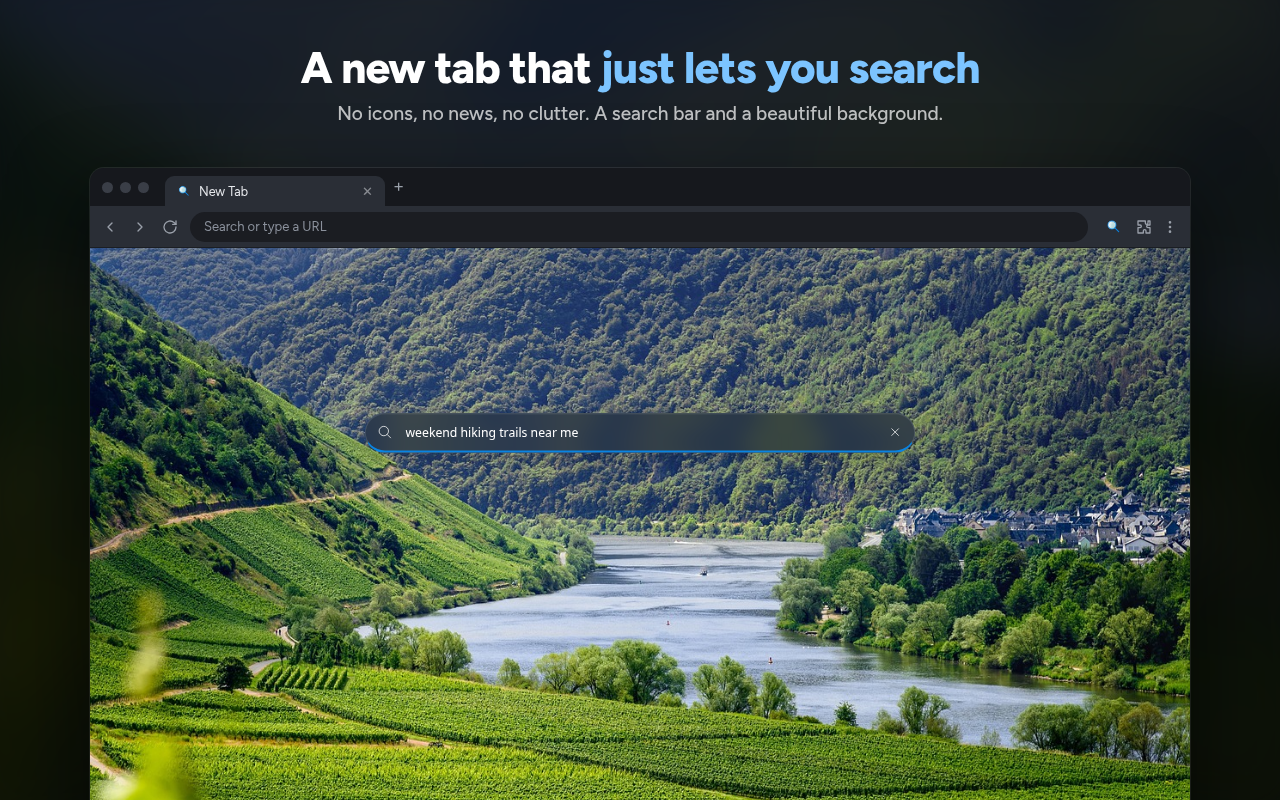 A new tab that just lets you search
No icons, no news, no clutter. A search bar and a beautiful background.
New Tab
Search or type a URL
weekend hiking trails near me